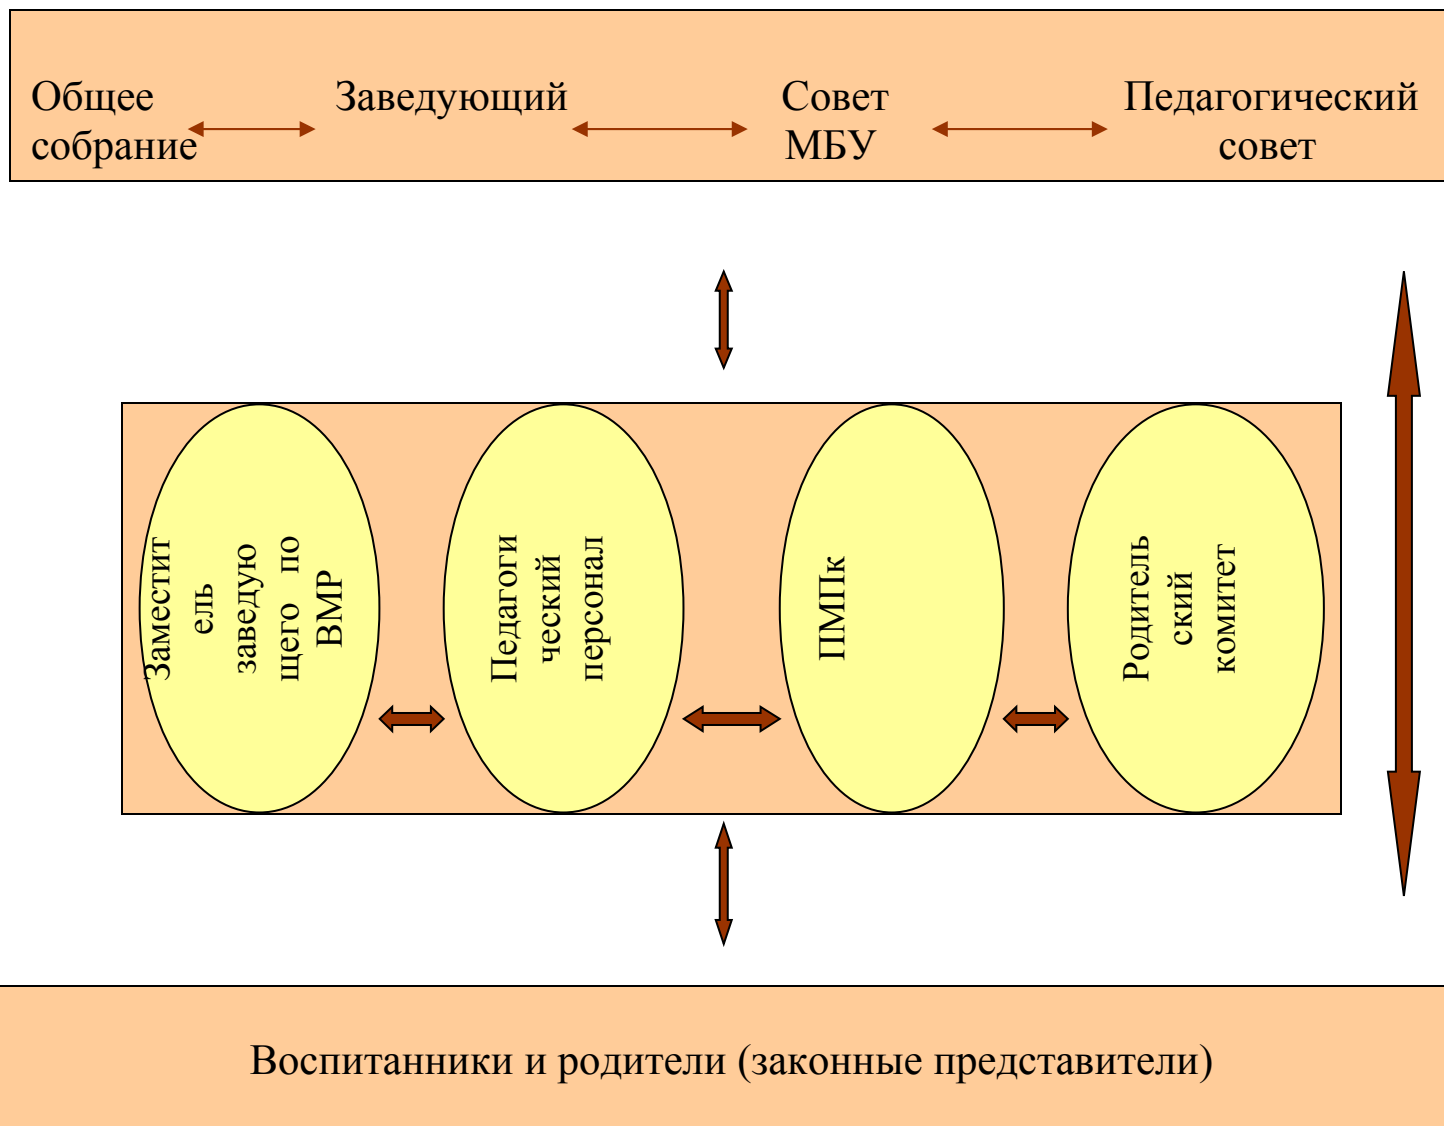 Общее
собрание
Заведующий
Совет
МБУ
Педагогический
совет
Заместит
ель
заведую
щего по
ВМР
Педагоги
ческий
персонал
ПМПк
Родитель
ский
комитет
Воспитанники и родители (законные представители)